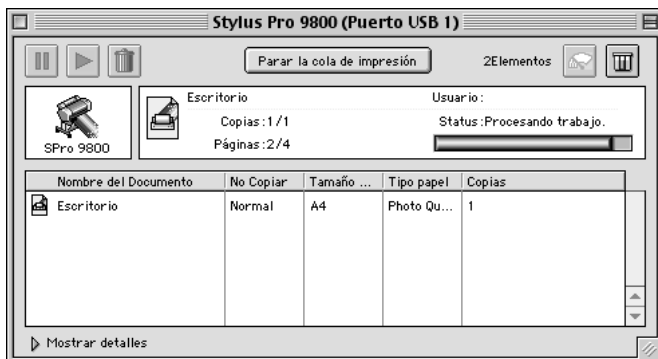 Stylus Pro 9800 (Puerto USB 1)
Parar la cola de impresión
2Elementos
SPro 9800
Escritorio
Usuario:
Copias:1/1
Status:Procesando trabajo.
Páginas:2/4
Nombre del Documento No Copiar Tamaño ... Tipo papel Copias
Escritorio Normal A4 Photo Qu... 1
Mostrar detalles